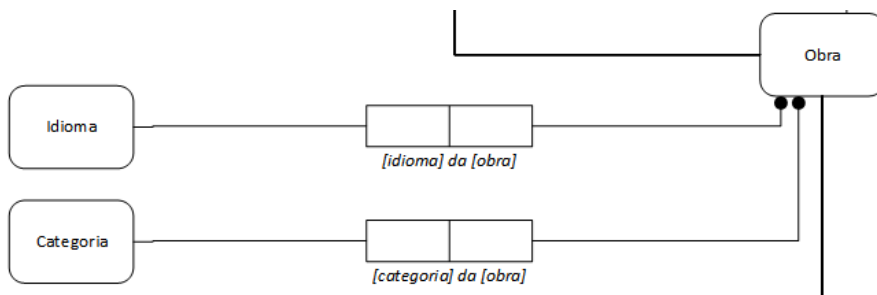 Obra
Idioma
[idioma] da [obra]
Categoria
[categoria] da [obra]